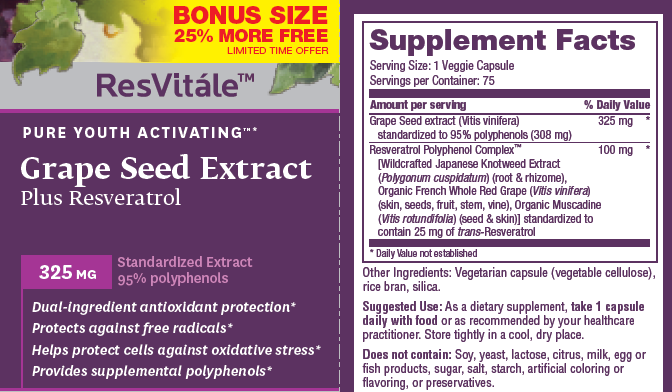 BONUS SIZE
25% MORE FREE
LIMITED TIME OFFER
ResVitále™
PURE YOUTH ACTIVATING™*
Grape Seed Extract
Plus Resveratrol
325 MG
Standardized Extract
95% polyphenols
Dual-ingredient antioxidant protection*
Protects against free radicals*
Helps protect cells against oxidative stress*
Provides supplemental polyphenols*
Supplement Facts
Serving Size: 1 Veggie Capsule
Servings per Container: 75
Amount per serving % Daily Value
Grape Seed extract (Vitis vinifera) 325 mg *
standardized to 95% polyphenols (308 mg)
Resveratrol Polyphenol Complex™ 100 mg *
[Wildcrafted Japanese Knotweed Extract
(Polygonum cuspidatum) (root & rhizome),
Organic French Whole Red Grape (Vitis vinifera)
(skin, seeds, fruit, stem, vine), Organic Muscadine
(Vitis rotundifolia) (seed & skin)] standardized to
contain 25 mg of trans-Resveratrol
* Daily Value not established
Other Ingredients: Vegetarian capsule (vegetable cellulose),
rice bran, silica.
Suggested Use: As a dietary supplement, take 1 capsule
daily with food or as recommended by your healthcare
practitioner. Store tightly in a cool, dry place.
Does not contain: Soy, yeast, lactose, citrus, milk, egg or
fish products, sugar, salt, starch, artificial coloring or
flavoring, or preservatives.